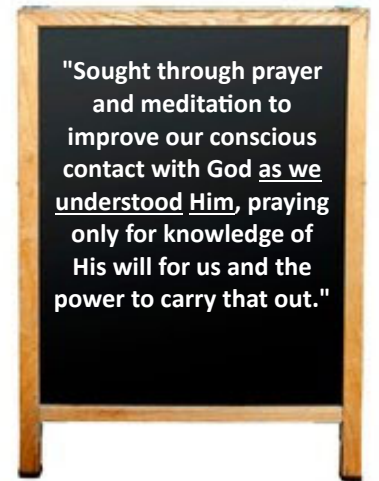 "Sought through prayer
and meditation to
improve our conscious
contact with God as we
understood Him, praying
only for knowledge of
His will for us and the
power to carry that out."